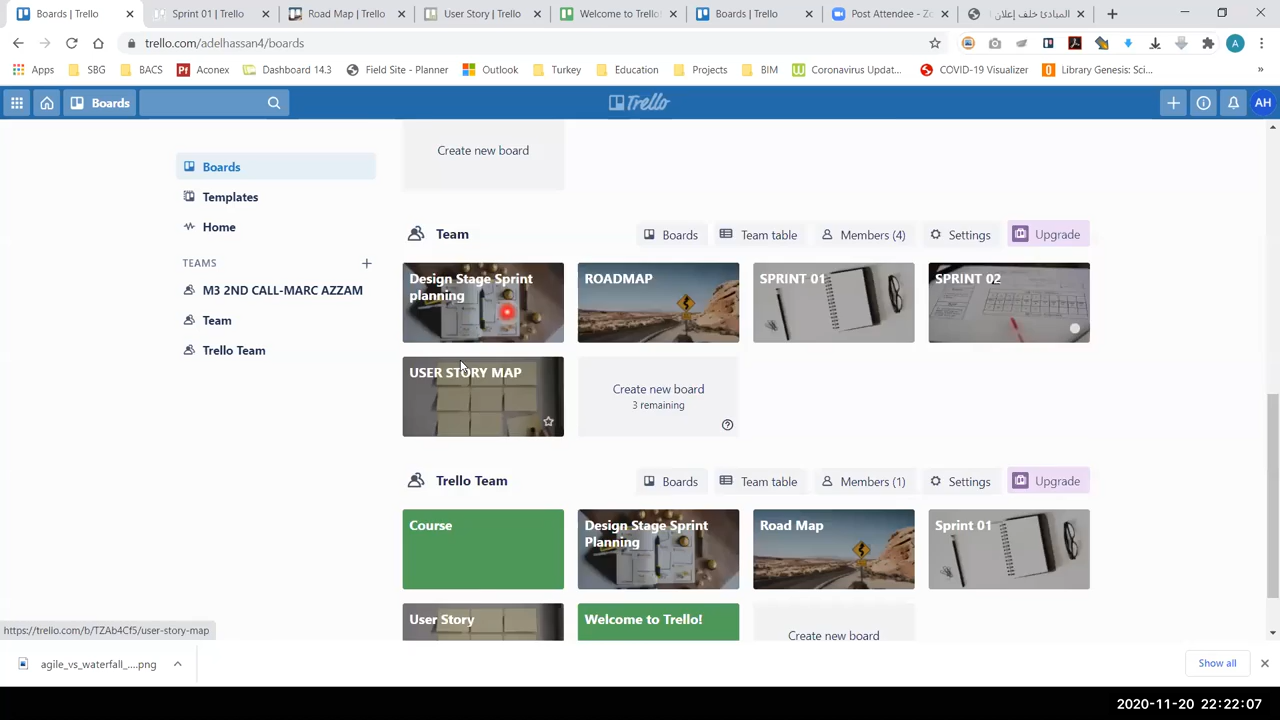 Boards | Trello
Sprint 01 | Trello
Road Map | Trello
User Story | Trello
Welcome to Trello!
Boards | Trello
Post Attendee - Zo
المبادئ خلف إعلان
trello.com/adelhassan4/boards
A
Apps
SBG
BACS
Aconex
Dashboard 14.3
Field Site - Planner
Outlook
Turkey
Education
Projects
BIM
Coronavirus Updat...
COVID-19 Visualizer
Library Genesis: Sci...
»
Boards
Trello
AH
Create new board
Boards
Templates
Home
TEAMS
M3 2ND CALL-MARC AZZAM
Team
Trello Team
Team
Boards
Team table
Members (4)
Settings
Upgrade
Design Stage Sprint
planning
ROADMAP
SPRINT 01
SPRINT 02
USER STORY MAP
Create new board
3 remaining
Trello Team
Boards
Team table
Members (1)
Settings
Upgrade
Course
Design Stage Sprint
Planning
Road Map
Sprint 01
User Story
Welcome to Trello!
Create new board
https://trello.com/b/TZAb4Cf5/user-story-map
agile_vs_waterfall_....png
Show all
2020-11-20 22:22:07